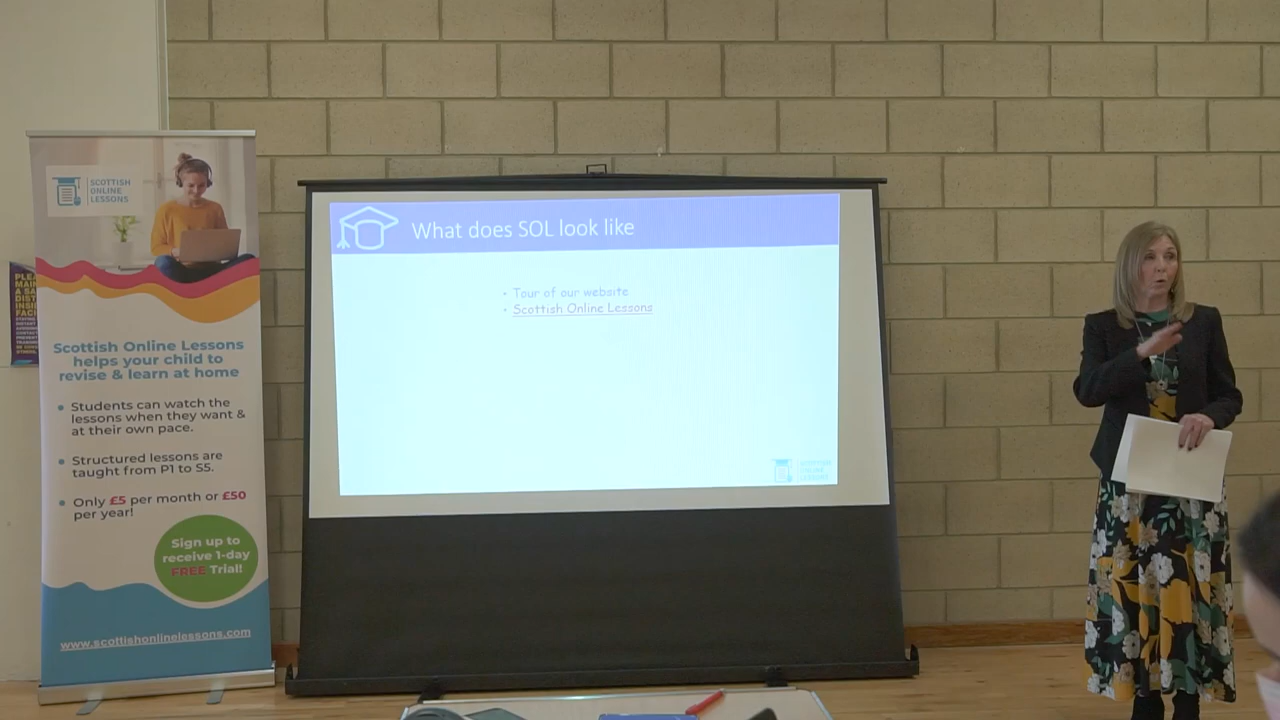 SCOTTISH
ONLINE
LESSONS
Scottish Online Lessons
helps your child to
revise & learn at home
• Students can watch the
lessons when they want &
at their own pace.
• Structured lessons are
taught from P1 to S5.
• Only £5 per month or £50
per year!
Sign up to
receive 1-day
FREE Trial!
www.scottishonlinelessons.com
What does SOL look like
• Tour of our website
• Scottish Online Lessons
SCOTTISH
ONLINE
LESSONS